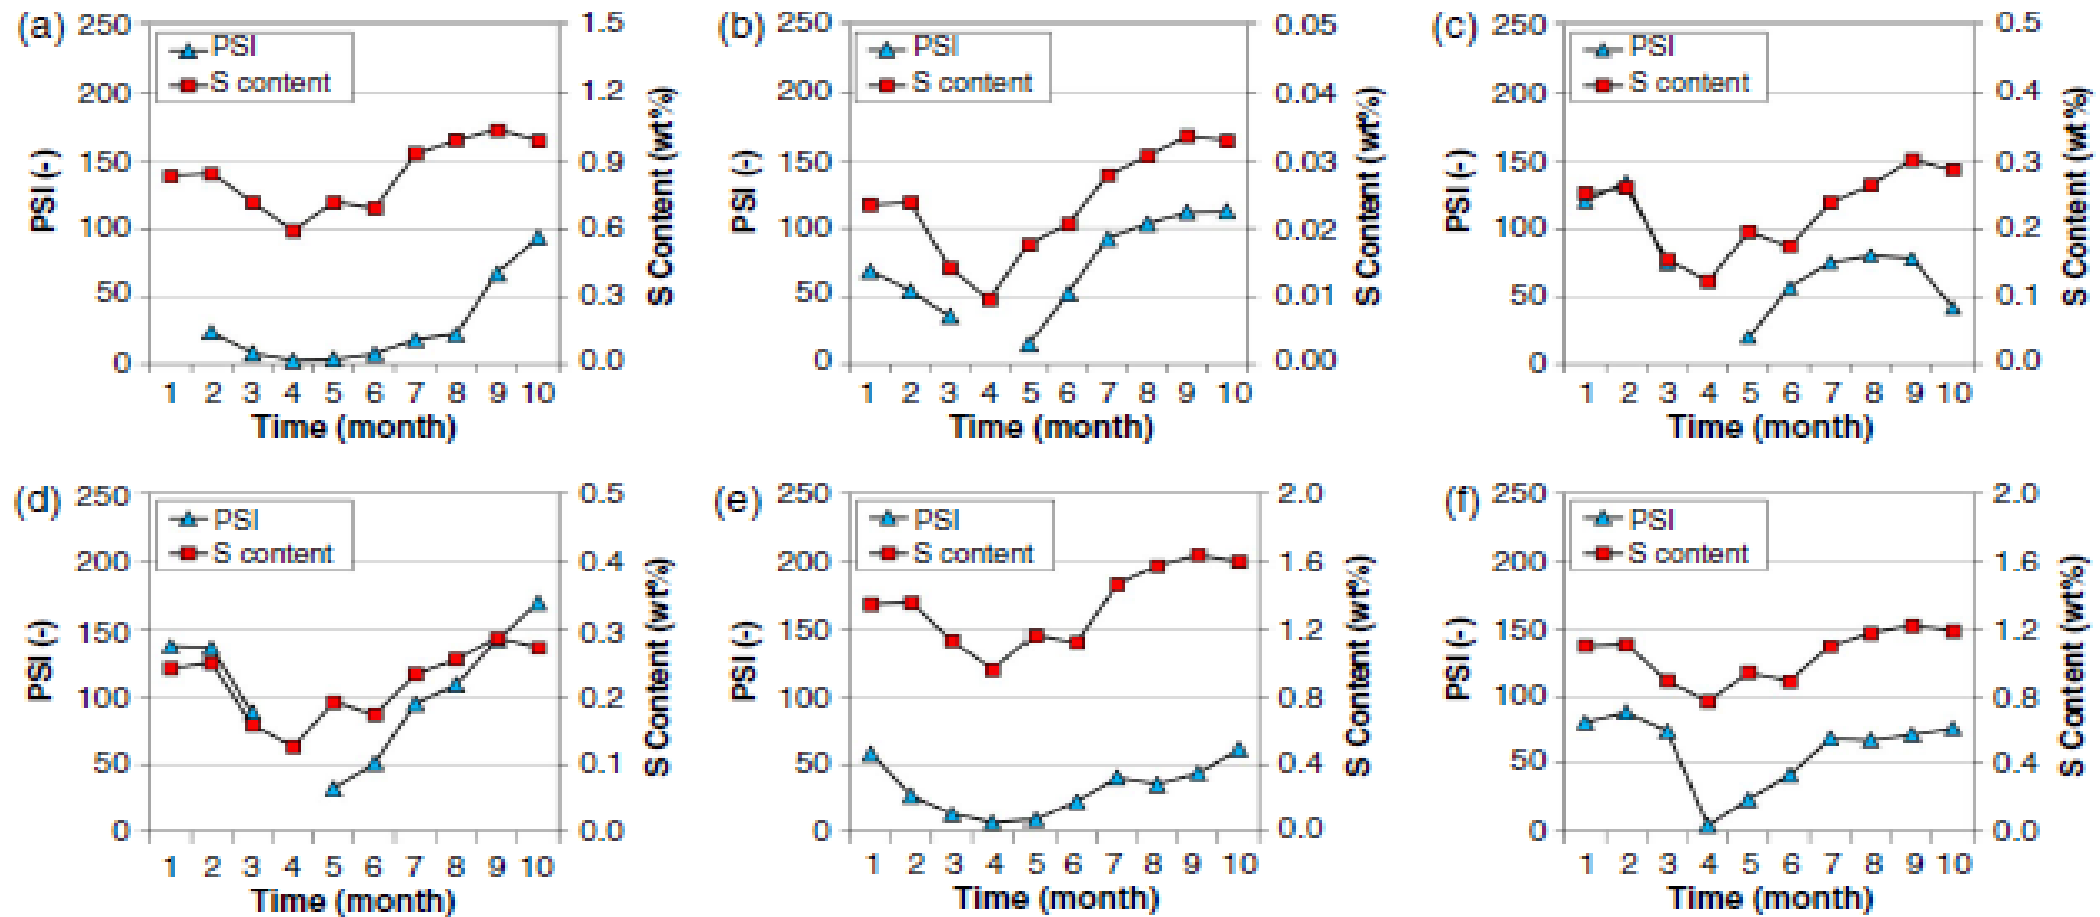 (a)
PSI
S content
250
200
150
100
50
0
PSI (-)
1.5
1.2
0.9
0.6
0.3
0.0
S Content (wt%)
1 2 3 4 5 6 7 8 9 10
Time (month)
(b)
PSI
S content
250
200
150
100
50
0
PSI (-)
0.05
0.04
0.03
0.02
0.01
0.00
S Content (wt%)
1 2 3 4 5 6 7 8 9 10
Time (month)
(c)
PSI
S content
250
200
150
100
50
0
PSI (-)
0.5
0.4
0.3
0.2
0.1
0.0
S Content (wt%)
1 2 3 4 5 6 7 8 9 10
Time (month)
(d)
PSI
S content
250
200
150
100
50
0
PSI (-)
0.5
0.4
0.3
0.2
0.1
0.0
S Content (wt%)
1 2 3 4 5 6 7 8 9 10
Time (month)
(e)
PSI
S content
250
200
150
100
50
0
PSI (-)
2.0
1.6
1.2
0.8
0.4
0.0
S Content (wt%)
1 2 3 4 5 6 7 8 9 10
Time (month)
(f)
PSI
S content
250
200
150
100
50
0
PSI (-)
2.0
1.6
1.2
0.8
0.4
0.0
S Content (wt%)
1 2 3 4 5 6 7 8 9 10
Time (month)